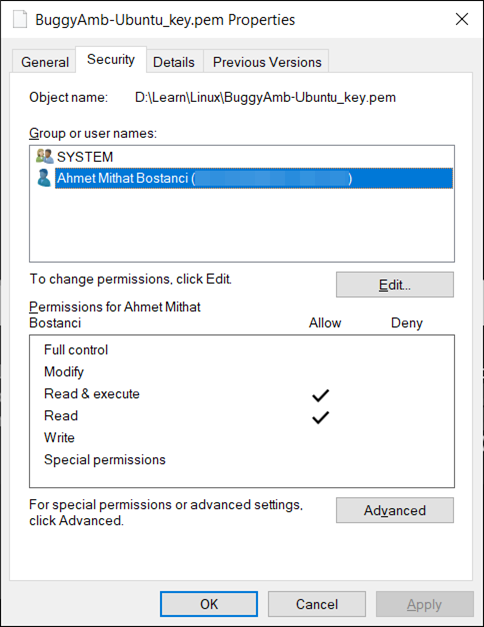 BuggyAmb-Ubuntu_key.pem Properties
General Security Details Previous Versions
Object name: D:\Learn\Linux\BuggyAmb-Ubuntu_key.pem
Group or user names:
SYSTEM
Ahmet Mithat Bostanci ( )
To change permissions, click Edit.
Edit...
Permissions for Ahmet Mithat
Bostanci Allow Deny
Full control
Modify
Read & execute
Read
Write
Special permissions
For special permissions or advanced settings,
click Advanced.
Advanced
OK Cancel Apply